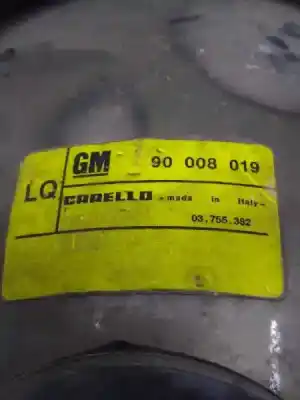 GM 90 008 019
LQ
CARELLO -made in Italy-
03.755.382